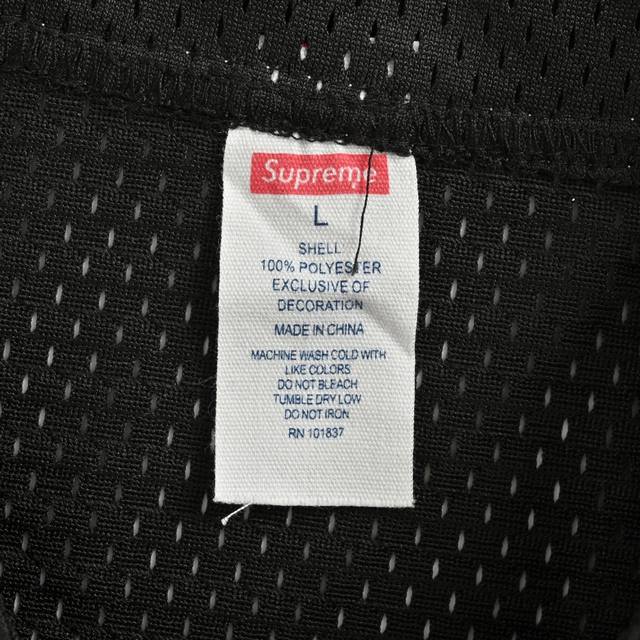 Supreme
L
SHELL
100% POLYESTER
EXCLUSIVE OF
DECORATION
MADE IN CHINA
MACHINE WASH COLD WITH
LIKE COLORS
DO NOT BLEACH
TUMBLE DRY LOW
DO NOT IRON
RN 101837